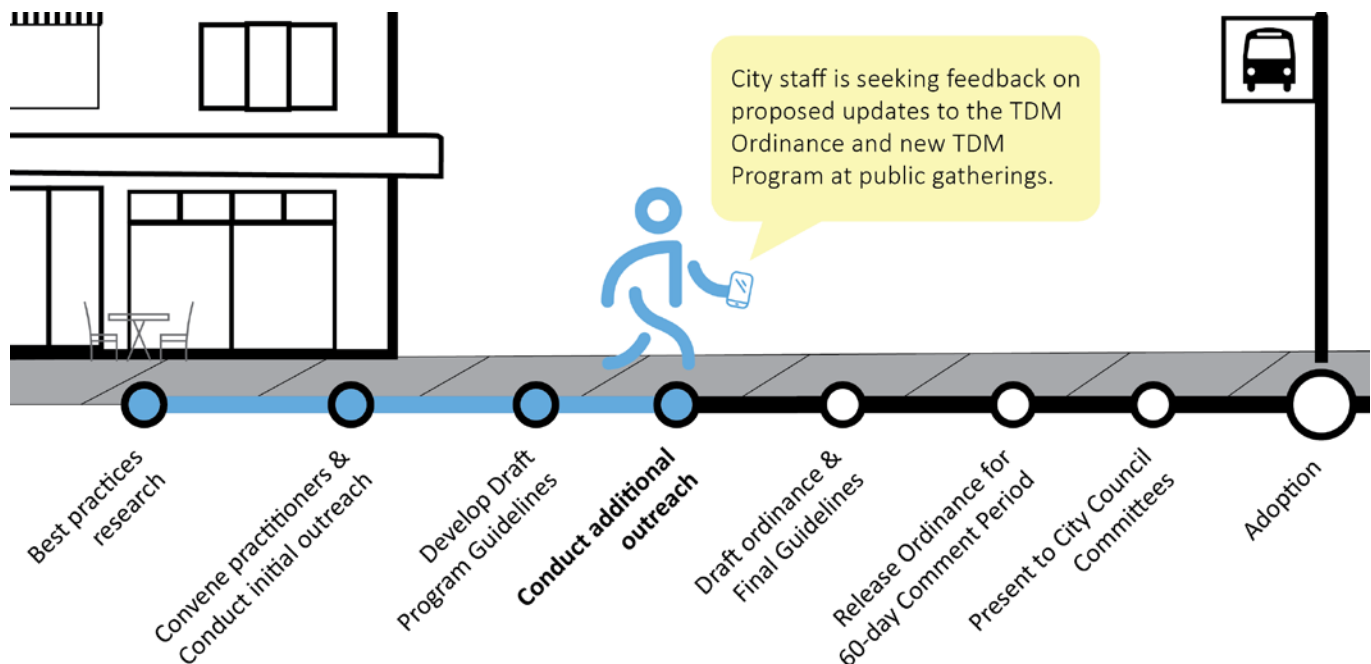 City staff is seeking feedback on
proposed updates to the TDM
Ordinance and new TDM
Program at public gatherings.
Best practices
research
Convene practitioners &
Conduct initial outreach
Develop Draft
Program Guidelines
Conduct additional
outreach
Draft ordinance &
Final Guidelines
Release Ordinance for
60-day Comment Period
Present to City Council
Committees
Adoption